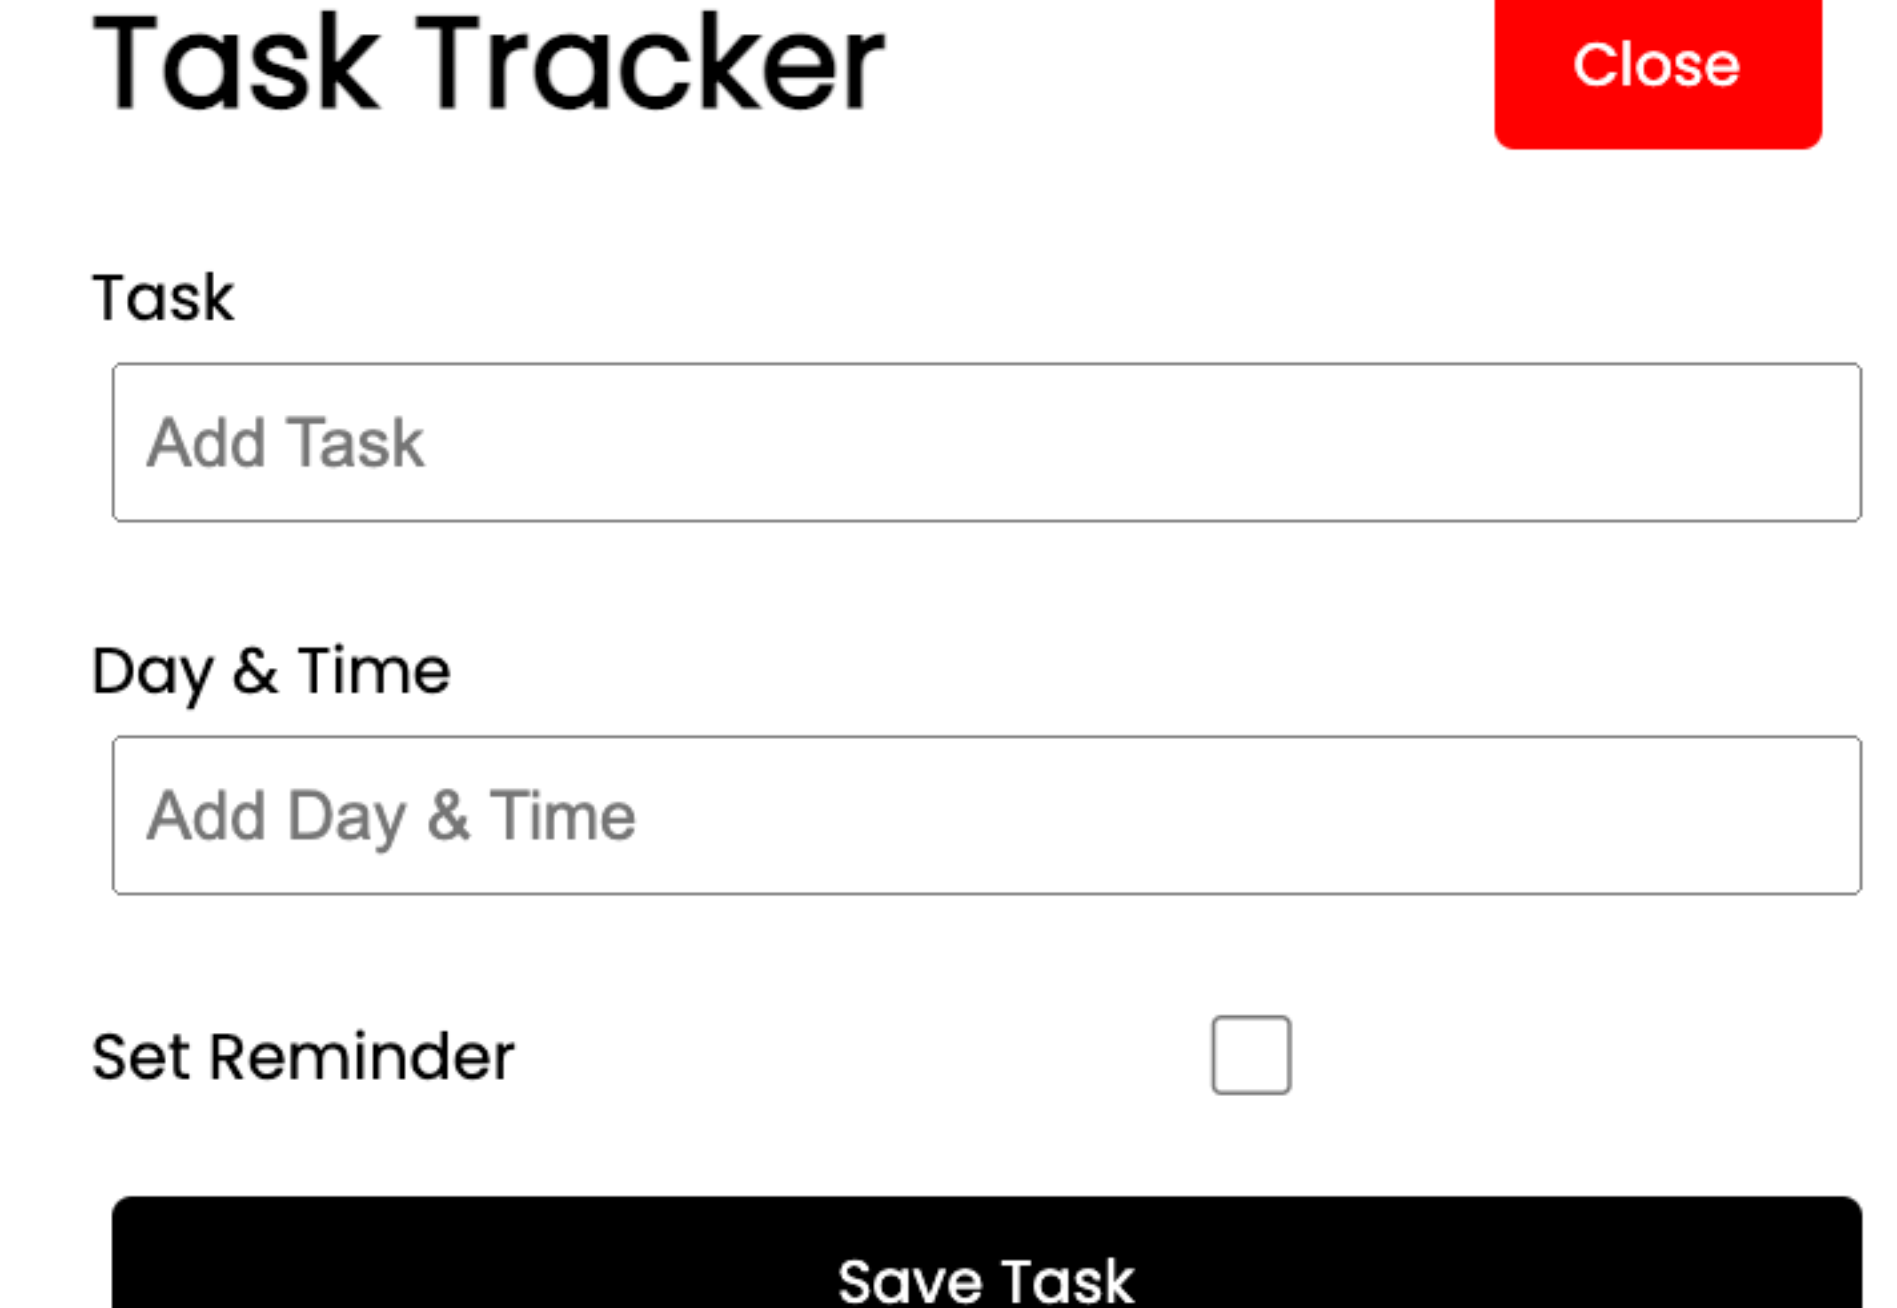 Task Tracker
Close
Task
Add Task
Day & Time
Add Day & Time
Set Reminder
Save Task